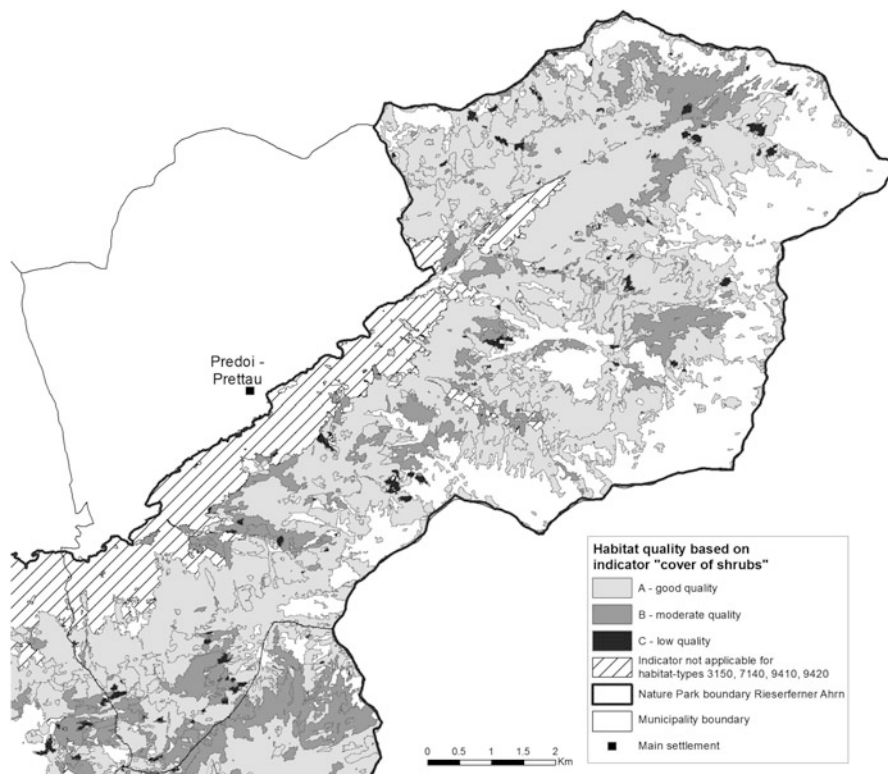 Predoi -
Prettau
Habitat quality based on
indicator "cover of shrubs"
A - good quality
B - moderate quality
C - low quality
Indicator not applicable for
habitat-types 3150, 7140, 9410, 9420
Nature Park boundary Rieserferner Ahrn
Municipality boundary
Main settlement
0 0.5 1 1.5 2
Km